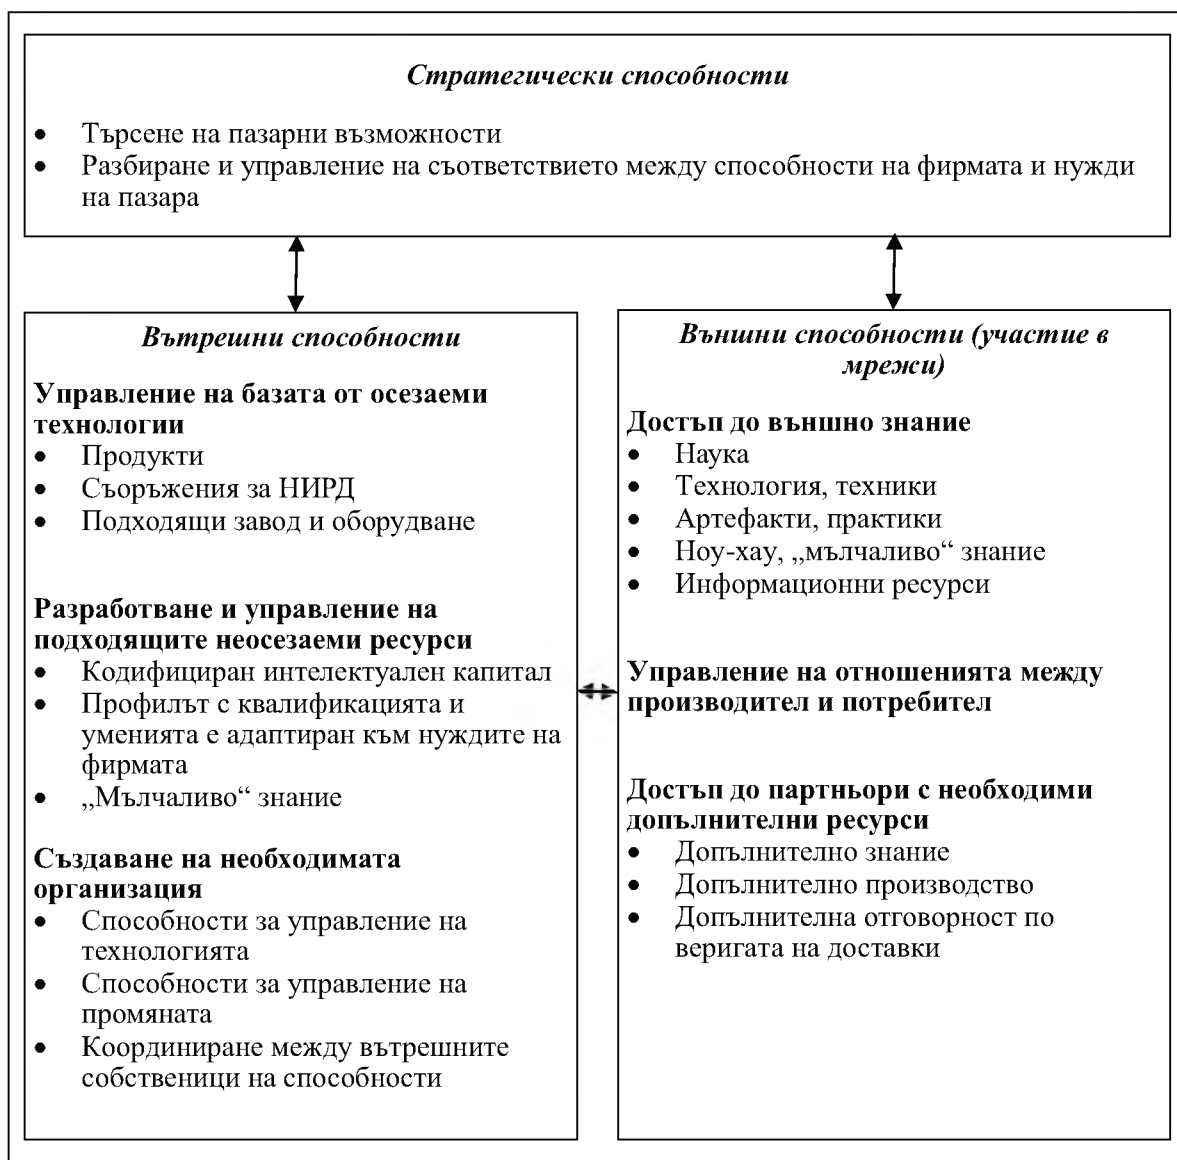 Стратегически способности
• Търсене на пазарни възможности
• Разбиране и управление на съответствието между способности на фирмата и нужди
на пазара
Вътрешни способности
Управление на базата от осезаеми
технологии
• Продукти
• Съоръжения за НИРД
• Подходящи завод и оборудване
Разработване и управление на
подходящите неосезаеми ресурси
• Кодифициран интелектуален капитал
• Профилът с квалификацията и
уменията е адаптиран към нуждите на
фирмата
• „Мълчаливо“ знание
Създаване на необходимата
организация
• Способности за управление на
технологията
• Способности за управление на
промяната
• Координиране между вътрешните
собственици на способности
Външни способности (участие в
мрежи)
Достъп до външно знание
• Наука
• Технология, техники
• Артефакти, практики
• Ноу-хау, „мълчаливо“ знание
• Информационни ресурси
Управление на отношенията между
производител и потребител
Достъп до партньори с необходими
допълнителни ресурси
• Допълнително знание
• Допълнително производство
• Допълнителна отговорност по
веригата на доставки